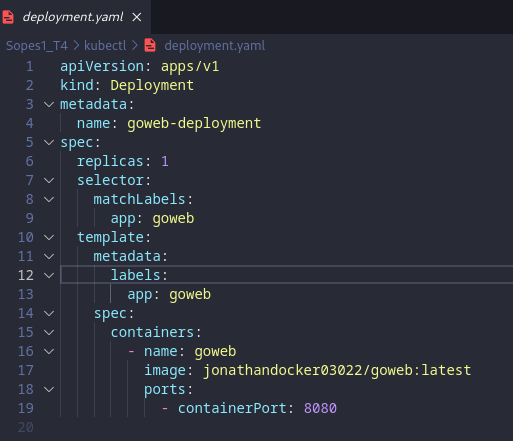 deployment.yaml ×
Sopes1_T4 > kubectl > deployment.yaml
1 apiVersion: apps/v1
2 kind: Deployment
3 metadata:
4   name: goweb-deployment
5 spec:
6   replicas: 1
7   selector:
8     matchLabels:
9       app: goweb
10   template:
11     metadata:
12       labels:
13         app: goweb
14     spec:
15       containers:
16         - name: goweb
17           image: jonathandocker03022/goweb:latest
18           ports:
19             - containerPort: 8080
20